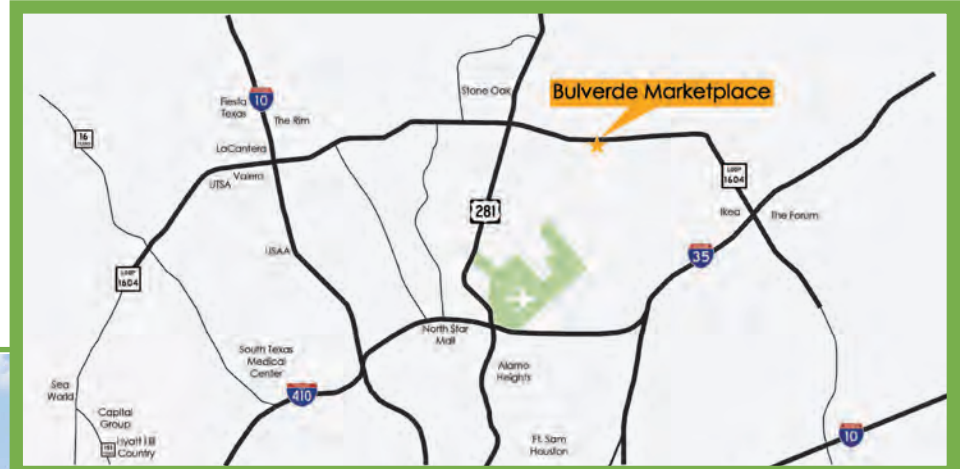 Stone Oak
Bulverde Marketplace
Fiesta
Texas
10
The Rim
16
LaCantera
Valero
UTSA
LOOP
1604
281
Ikea
The Forum
USAA
35
LOOP
1604
North Star
Mall
South Texas
Medical
Center
Alamo
Heights
410
Sea
World
Capital
Group
Hyatt Hill
Country
Ft. Sam
Houston
10